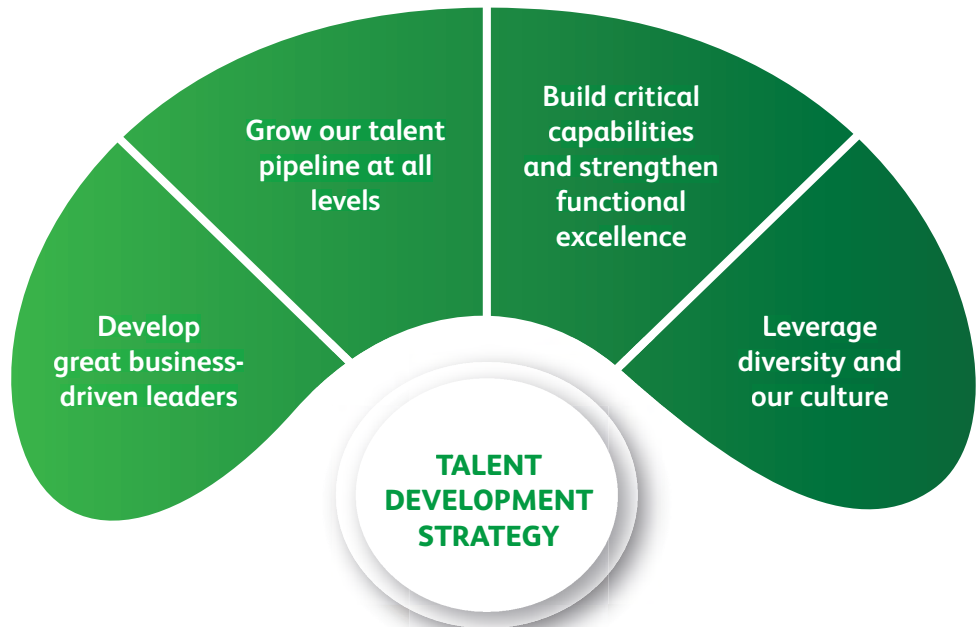 Develop
great business-
driven leaders
Grow our talent
pipeline at all
levels
Build critical
capabilities
and strengthen
functional
excellence
Leverage
diversity and
our culture
TALENT
DEVELOPMENT
STRATEGY